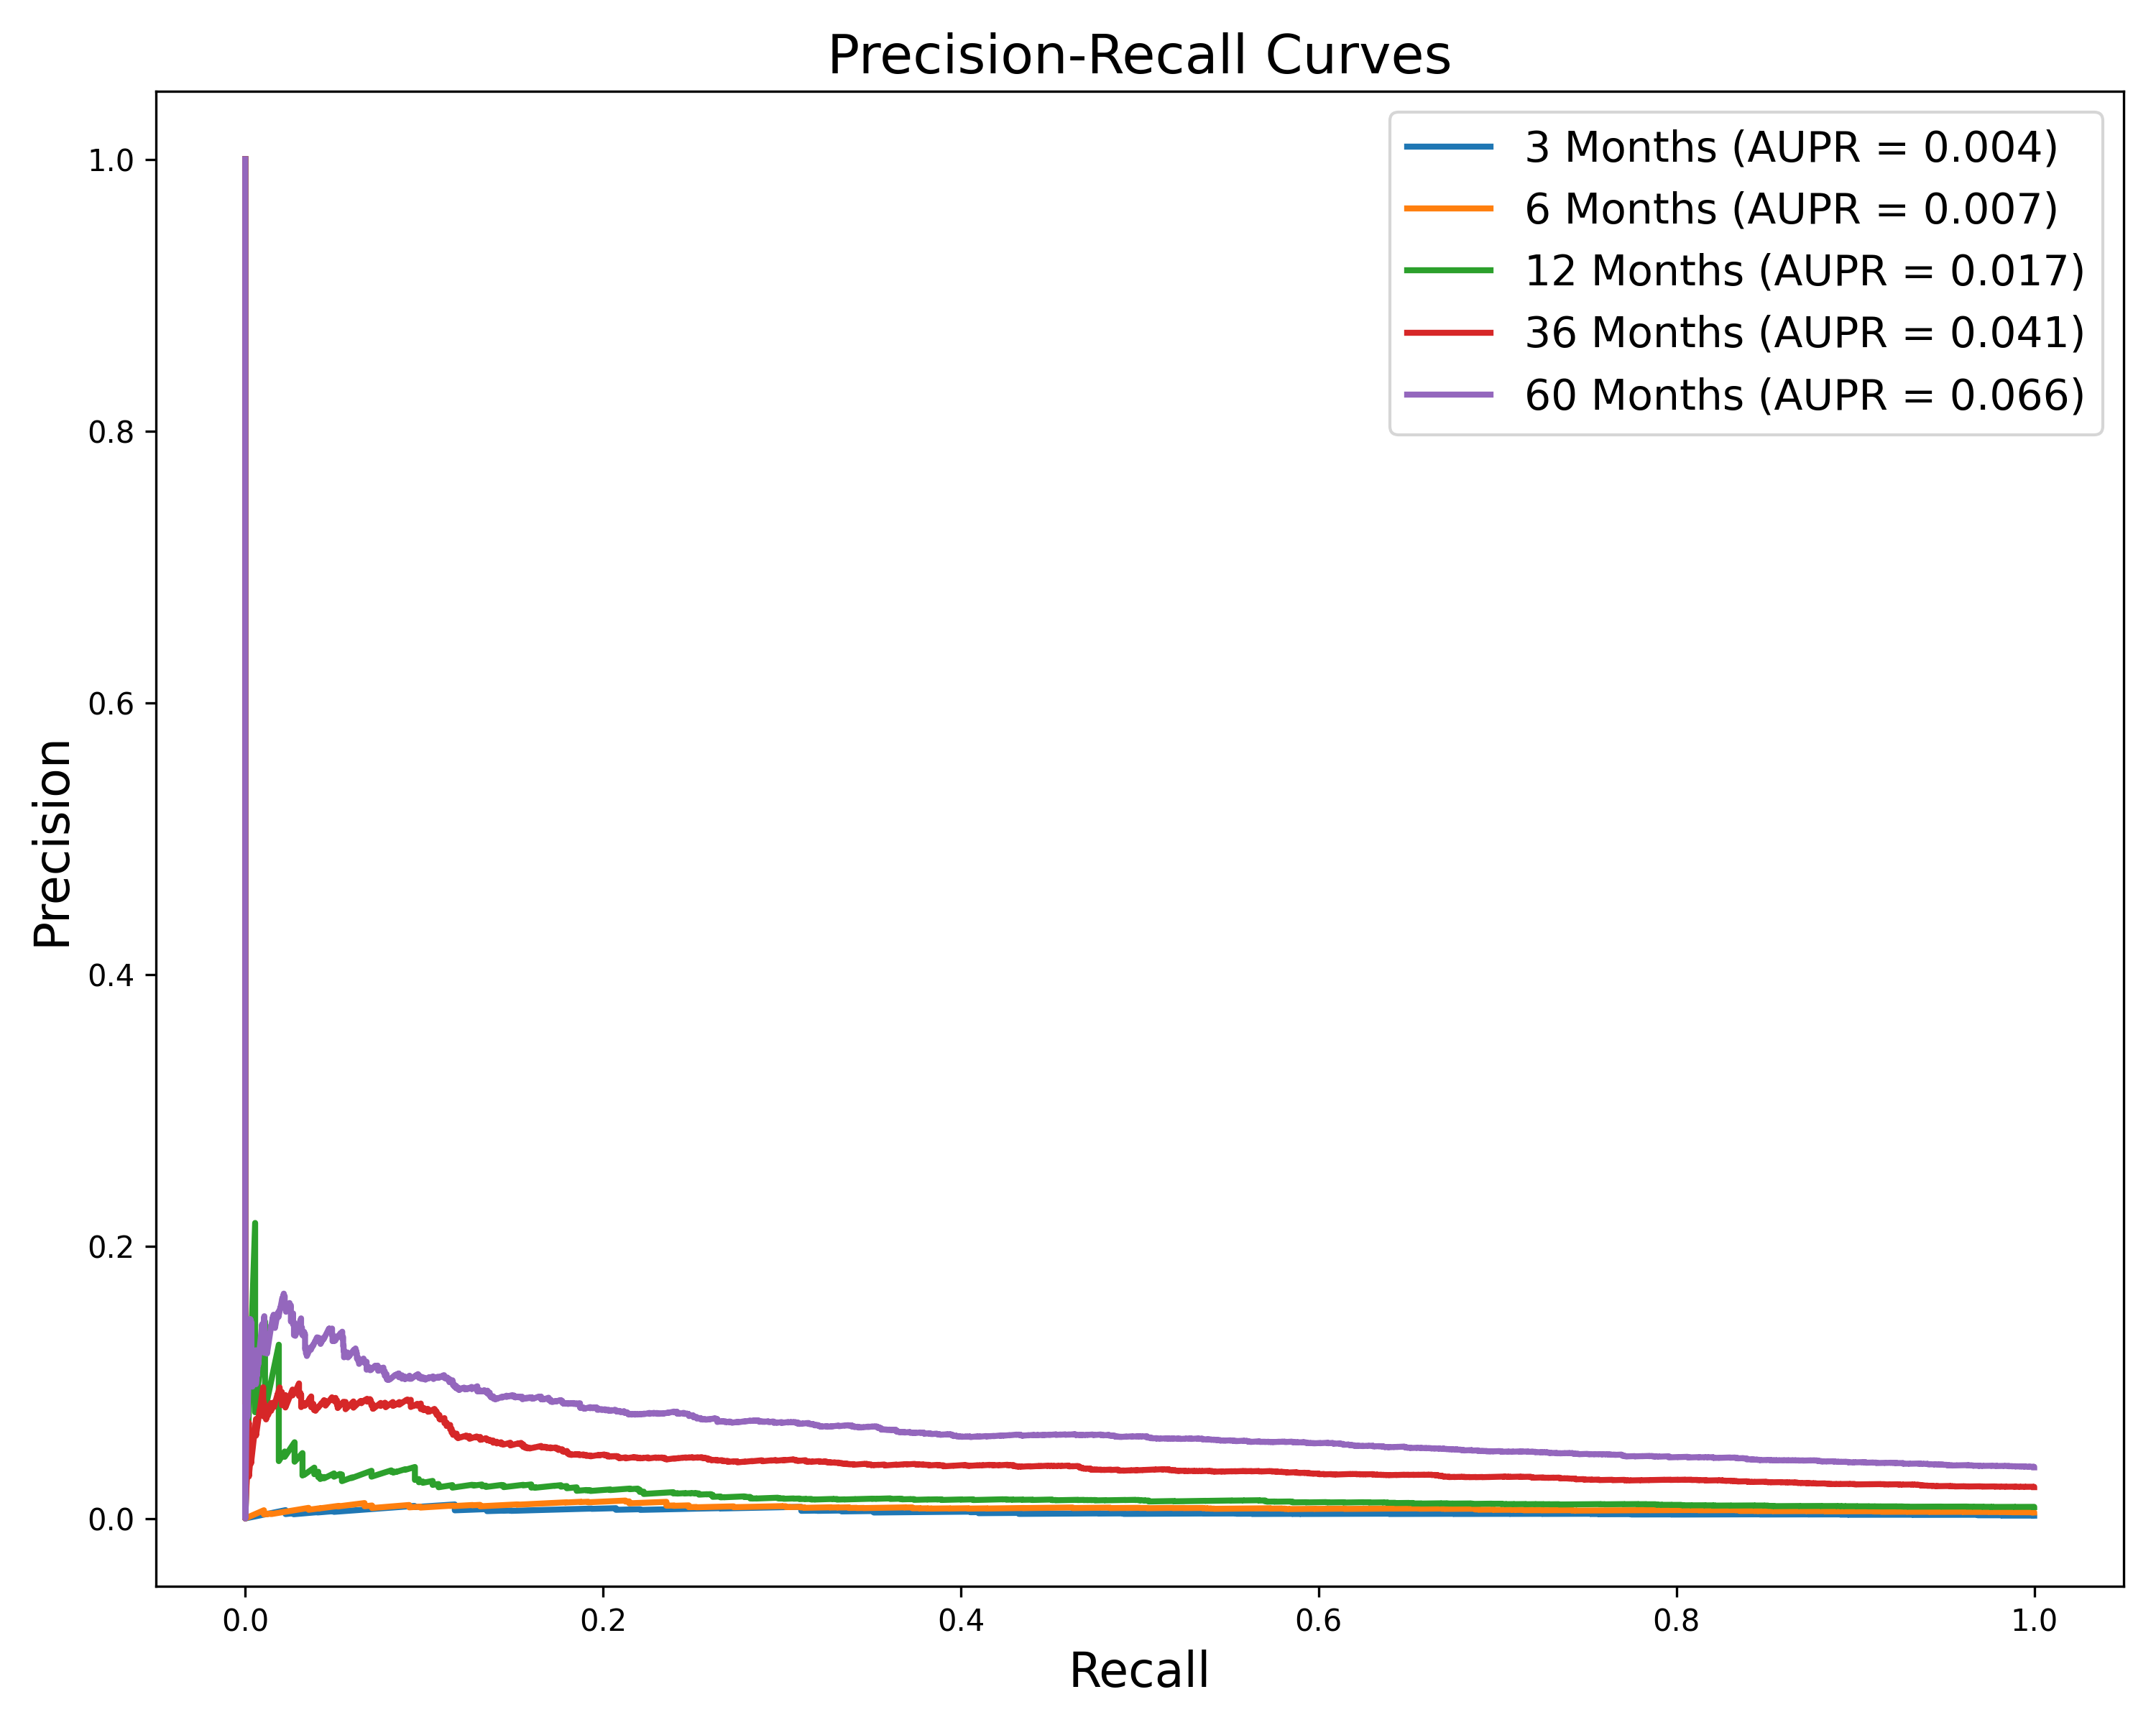 Precision-Recall Curves
3 Months (AUPR = 0.004)
6 Months (AUPR = 0.007)
12 Months (AUPR = 0.017)
36 Months (AUPR = 0.041)
60 Months (AUPR = 0.066)
Precision
1.0
0.8
0.6
0.4
0.2
0.0
0.0 0.2 0.4 0.6 0.8 1.0
Recall